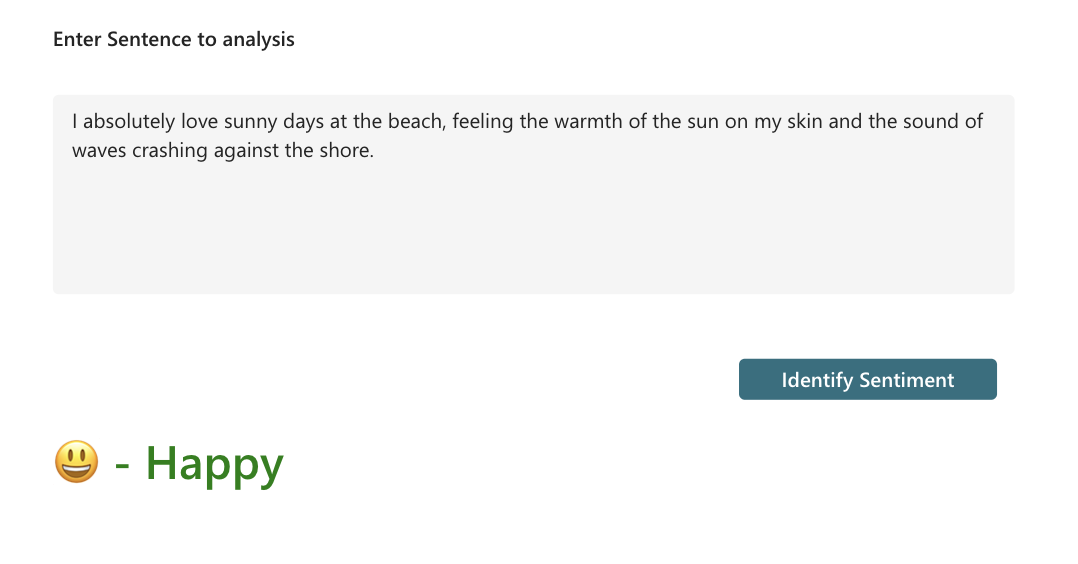 Enter Sentence to analysis
I absolutely love sunny days at the beach, feeling the warmth of the sun on my skin and the sound of
waves crashing against the shore.
Identify Sentiment
😃 - Happy